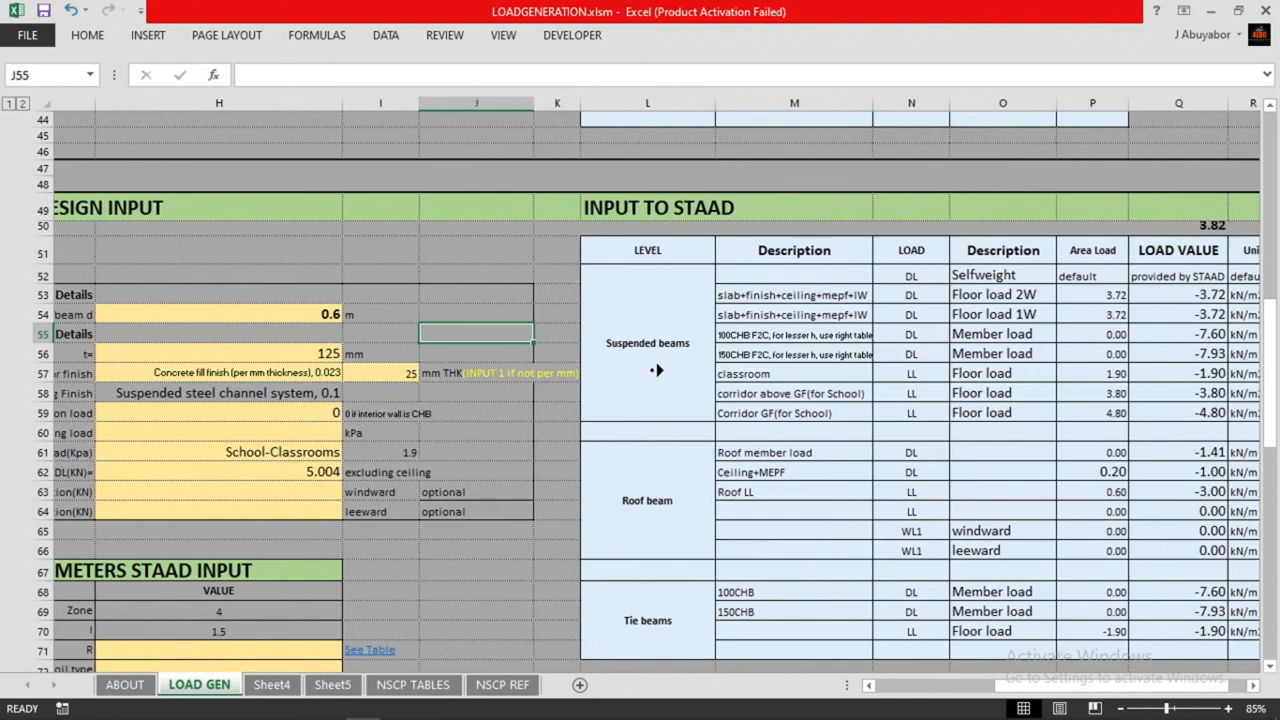 LOADGENERATION.xlsm - Excel (Product Activation Failed)
FILE HOME INSERT PAGE LAYOUT FORMULAS DATA REVIEW VIEW DEVELOPER J Abuyabor
J55
1 2 H I J K L M N O P Q R
44
45
46
47
48
49 ESIGN INPUT INPUT TO STAAD
50 3.82
51 LEVEL Description LOAD Description Area Load LOAD VALUE Uni
52 DL Selfweight default provided by STAAD defau
53 Details slab+finish+ceiling+mepf+IW DL Floor load 2W 3.72 -3.72 kN/m
54 beam d 0.6 m slab+finish+ceiling+mepf+IW DL Floor load 1W 3.72 -3.72 kN/m
55 Details Suspended beams 100CHB F2C, for lesser h, use right table DL Member load 0.00 -7.60 kN/m
56 t= 125 mm 150CHB F2C, for lesser h, use right table DL Member load 0.00 -7.93 kN/m
57 or finish Concrete fill finish (per mm thickness), 0.023 25 mm THK(INPUT 1 if not per mm) classroom LL Floor load 1.90 -1.90 kN/m
58 g Finish Suspended steel channel system, 0.1 corridor above GF(for School) LL Floor load 3.80 -3.80 kN/m
59 on load 0 0 if interior wall is CHB Corridor GF(for School) LL Floor load 4.80 -4.80 kN/m
60 ng load kPa
61 ad(Kpa) School-Classrooms 1.9 Roof member load DL 0.00 -1.41 kN/m
62 DL(KN)= 5.004 excluding ceiling Ceiling+MEPF DL 0.20 -1.00 kN/m
63 tion(KN) windward optional Roof beam Roof LL LL 0.60 -3.00 kN/m
64 tion(KN) leeward optional LL 0.00 0.00 kN/m
65 WL1 windward 0.00 0.00 kN/m
66 WL1 leeward 0.00 0.00 kN/m
67 METERS STAAD INPUT
68 VALUE 100CHB DL Member load 0.00 -7.60 kN/m
69 Zone 4 Tie beams 150CHB DL Member load 0.00 -7.93 kN/m
70 I 1.5 LL Floor load -1.90 -1.90 kN/m
71 R See Table
oil type
Activate Windows
Go to Settings to activate Windows.
ABOUT LOAD GEN Sheet4 Sheet5 NSCP TABLES NSCP REF
READY 85%